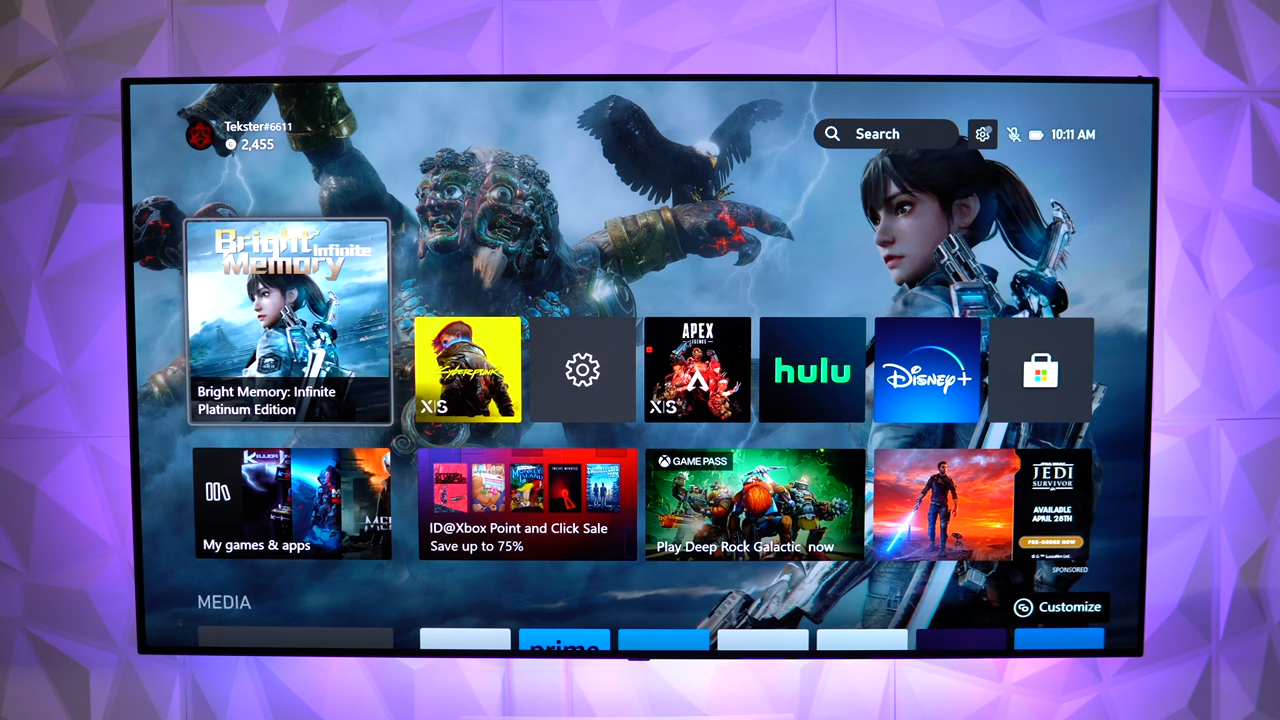 Tekster#6611
2,455
Search
10:11 AM
Bright
Infinite
Memory
Bright Memory: Infinite
Platinum Edition
Cyberpunk
X|S
APEX
LEGENDS
X|S
hulu
Disney+
My games & apps
ID@Xbox Point and Click Sale
Save up to 75%
GAME PASS
Play Deep Rock Galactic now
JEDI
SURVIVOR
AVAILABLE
APRIL 28TH
PRE-ORDER NOW
SPONSORED
MEDIA
Customize
prime